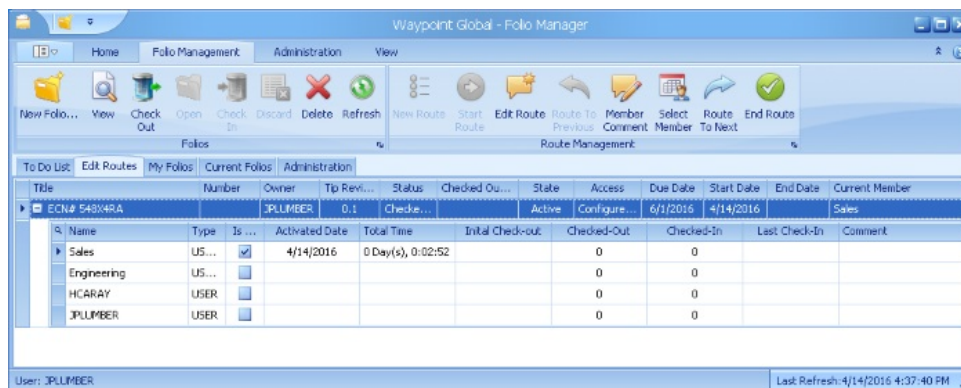 Waypoint Global - Folio Manager
Home Folio Management Administration View
New Folio... View Check Out Open Check In Discard Delete Refresh New Route Start Route Edit Route Route To Previous Member Comment Select Member Route To Next End Route
Folios Route Management
To Do List Edit Routes My Folios Current Folios Administration
Title Number Owner Tip Revi... Status Checked Ou... State Access Due Date Start Date End Date Current Member
ECN# 548X4RA JPLUMBER 0.1 Checke... Active Configure... 6/1/2016 4/14/2016 Sales
Name Type Is ... Activated Date Total Time Inital Check-out Checked-Out Checked-In Last Check-In Comment
Sales US... 4/14/2016 0 Day(s), 0:02:52 0 0
Engineering US... 0 0
HCARAY USER 0 0
JPLUMBER USER 0 0
User: JPLUMBER Last Refresh:4/14/2016 4:37:40 PM